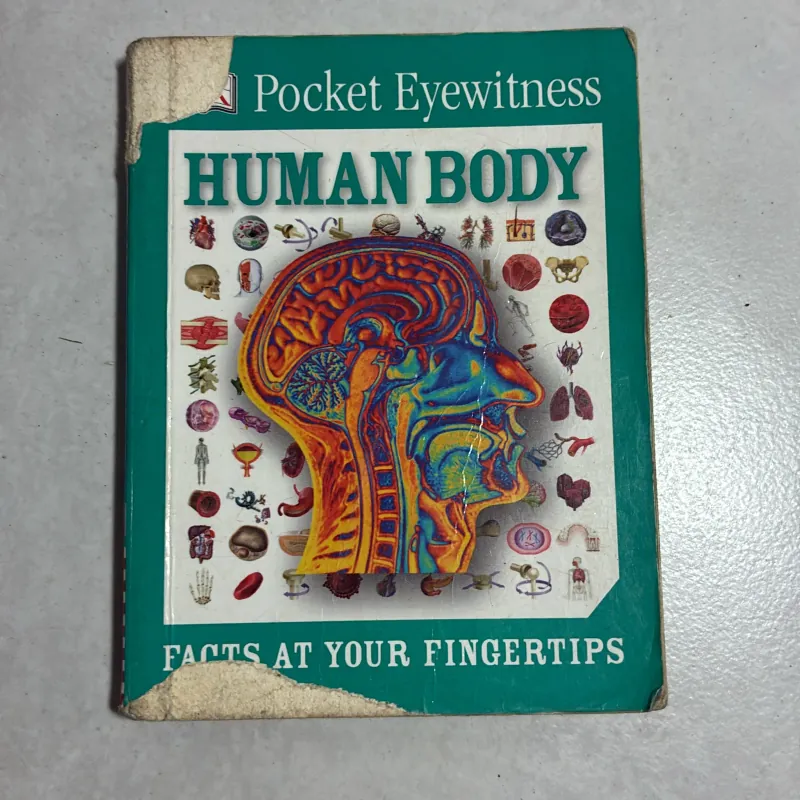 Pocket Eyewitness
HUMAN BODY
FACTS AT YOUR FINGERTIPS